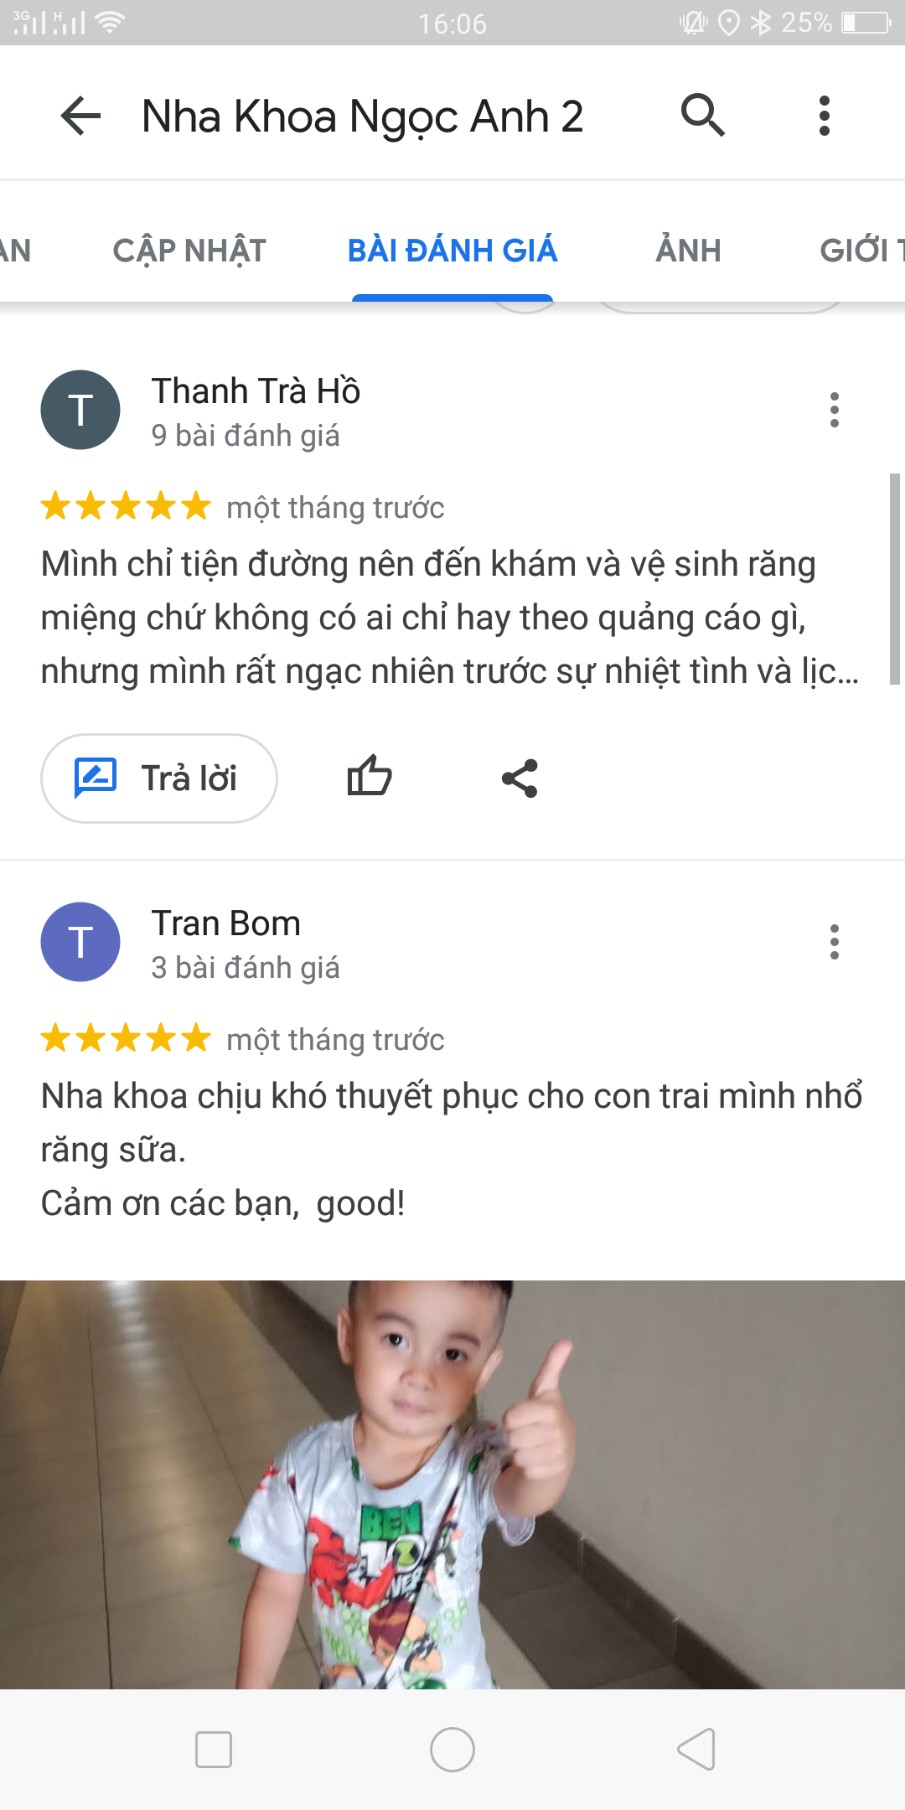 3G H 16:06 25%
Nha Khoa Ngọc Anh 2
AN CẬP NHẬT BÀI ĐÁNH GIÁ ẢNH GIỚI T
T Thanh Trà Hồ
9 bài đánh giá
một tháng trước
Mình chỉ tiện đường nên đến khám và vệ sinh răng
miệng chứ không có ai chỉ hay theo quảng cáo gì,
nhưng mình rất ngạc nhiên trước sự nhiệt tình và lịc...
Trả lời
T Tran Bom
3 bài đánh giá
một tháng trước
Nha khoa chịu khó thuyết phục cho con trai mình nhổ
răng sữa.
Cảm ơn các bạn, good!
BEN
10